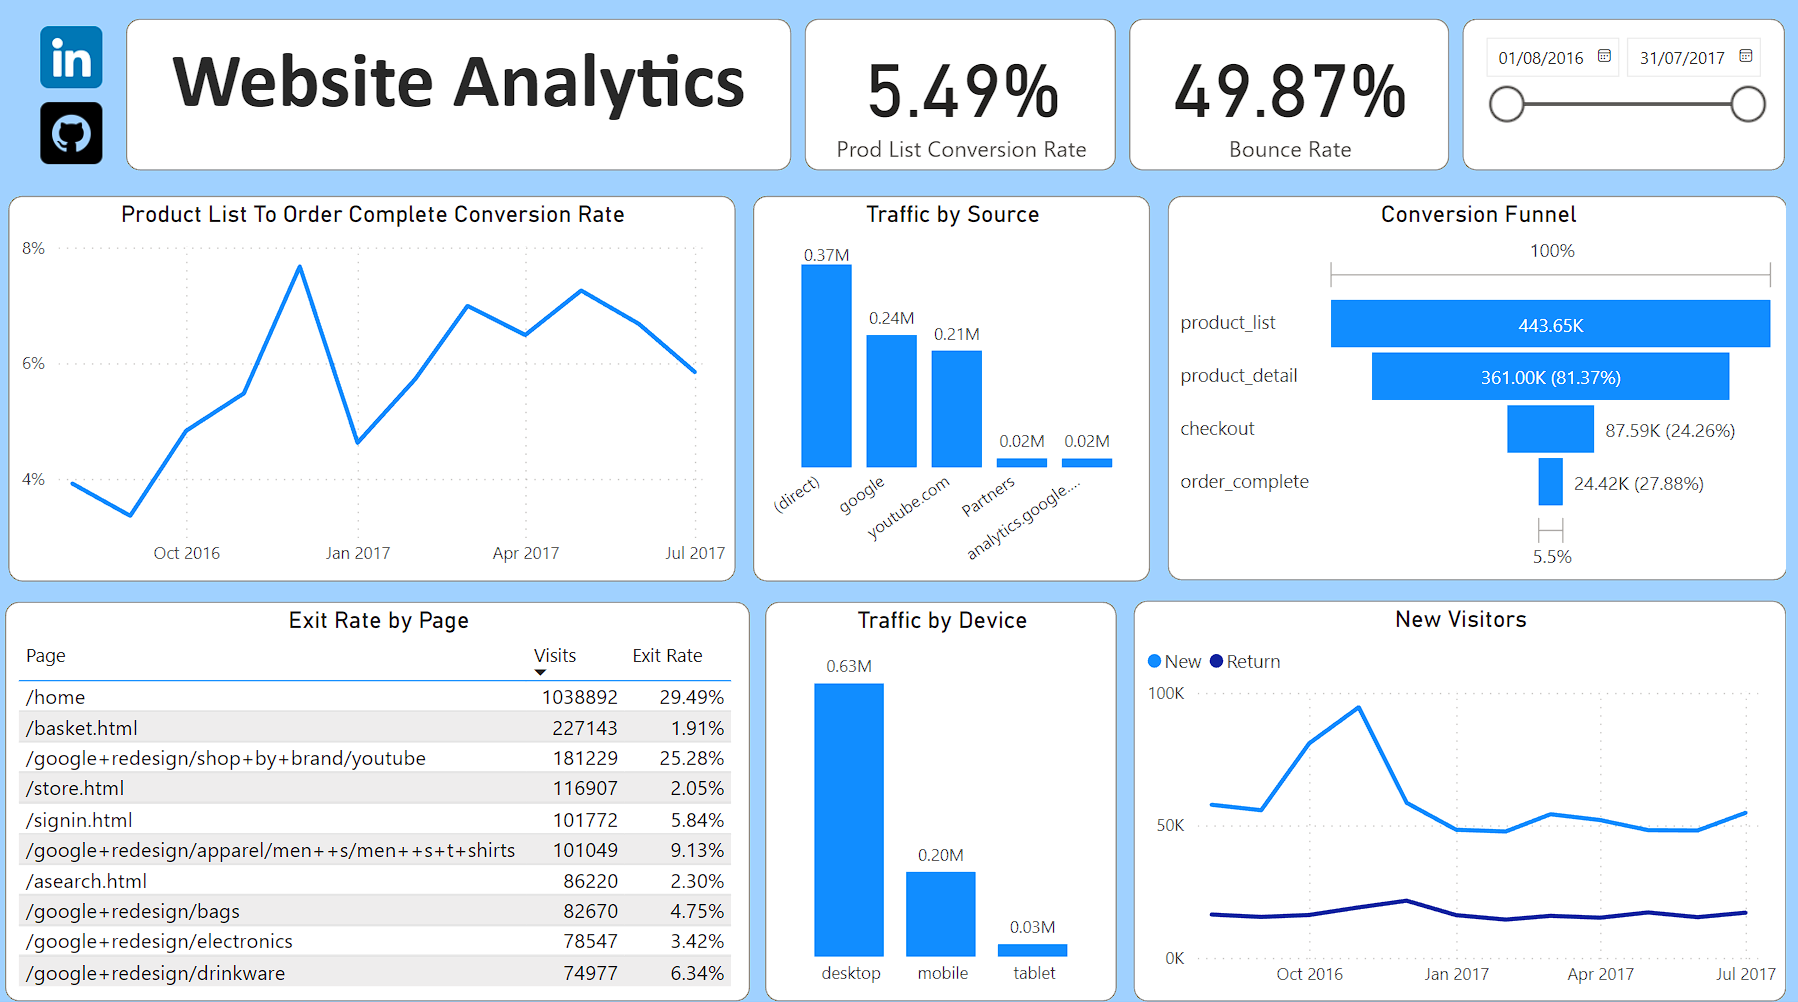 in
Website Analytics
5.49%
Prod List Conversion Rate
49.87%
Bounce Rate
01/08/2016
31/07/2017
Product List To Order Complete Conversion Rate
8%
6%
4%
Oct 2016
Jan 2017
Apr 2017
Jul 2017
Traffic by Source
0.37M
0.24M
0.21M
0.02M
0.02M
(direct)
google
youtube.com
Partners
analytics.google....
Conversion Funnel
100%
product_list
443.65K
product_detail
361.00K (81.37%)
checkout
87.59K (24.26%)
order_complete
24.42K (27.88%)
5.5%
Exit Rate by Page
Page Visits Exit Rate
/home 1038892 29.49%
/basket.html 227143 1.91%
/google+redesign/shop+by+brand/youtube 181229 25.28%
/store.html 116907 2.05%
/signin.html 101772 5.84%
/google+redesign/apparel/men++s/men++s+t+shirts 101049 9.13%
/asearch.html 86220 2.30%
/google+redesign/bags 82670 4.75%
/google+redesign/electronics 78547 3.42%
/google+redesign/drinkware 74977 6.34%
Traffic by Device
0.63M
0.20M
0.03M
desktop
mobile
tablet
New Visitors
New Return
100K
50K
0K
Oct 2016
Jan 2017
Apr 2017
Jul 2017